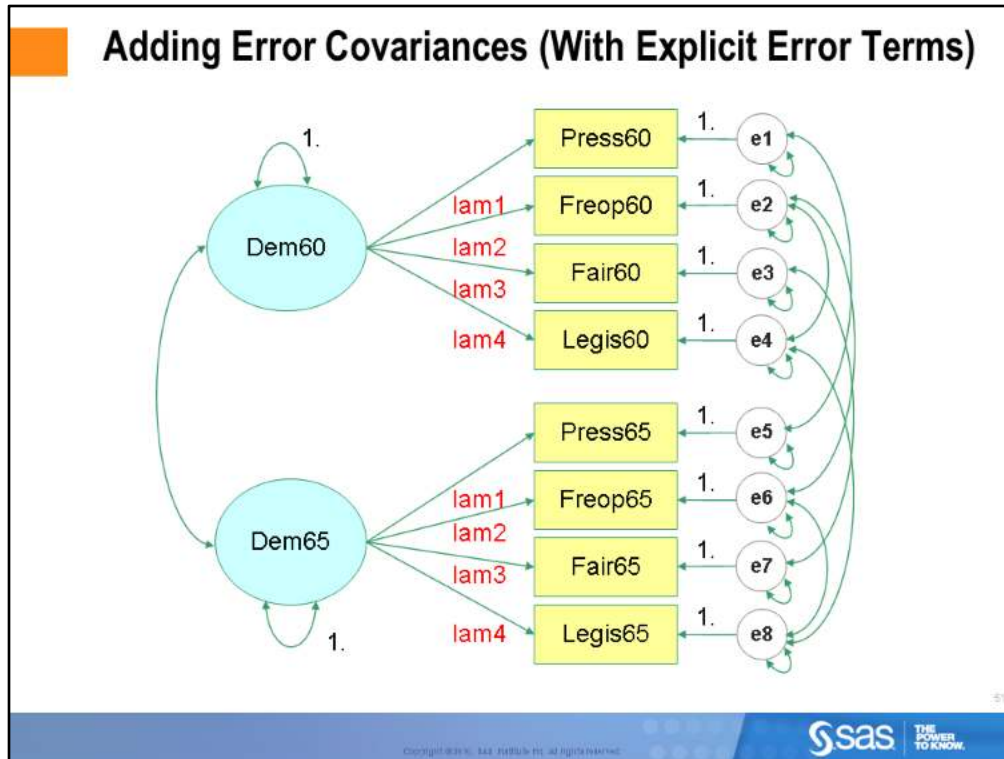 Adding Error Covariances (With Explicit Error Terms)
1.
Press60
1.
e1
lam1
Freop60
1.
e2
Dem60
lam2
Fair60
1.
e3
lam3
Legis60
1.
e4
lam4
Press65
1.
e5
lam1
Freop65
1.
e6
Dem65
lam2
Fair65
1.
e7
lam3
Legis65
1.
e8
lam4
1.
sas
THE
POWER
TO KNOW.